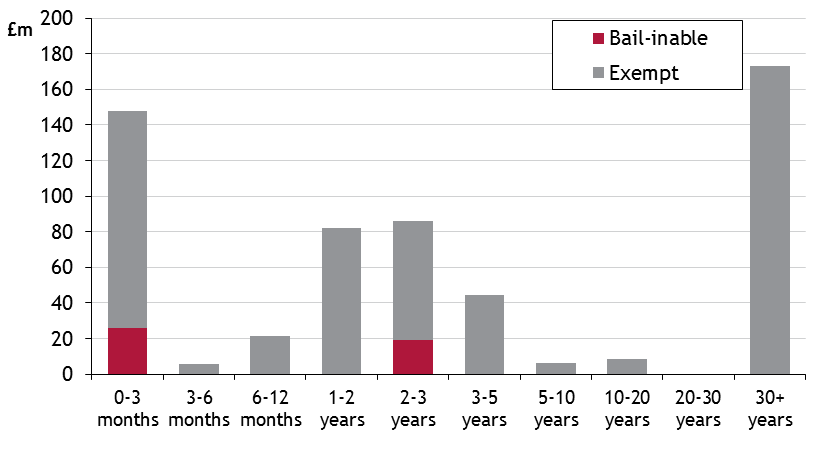 £m
200
180
160
140
120
100
80
60
40
20
0
Bail-inable
Exempt
0-3 months
3-6 months
6-12 months
1-2 years
2-3 years
3-5 years
5-10 years
10-20 years
20-30 years
30+ years